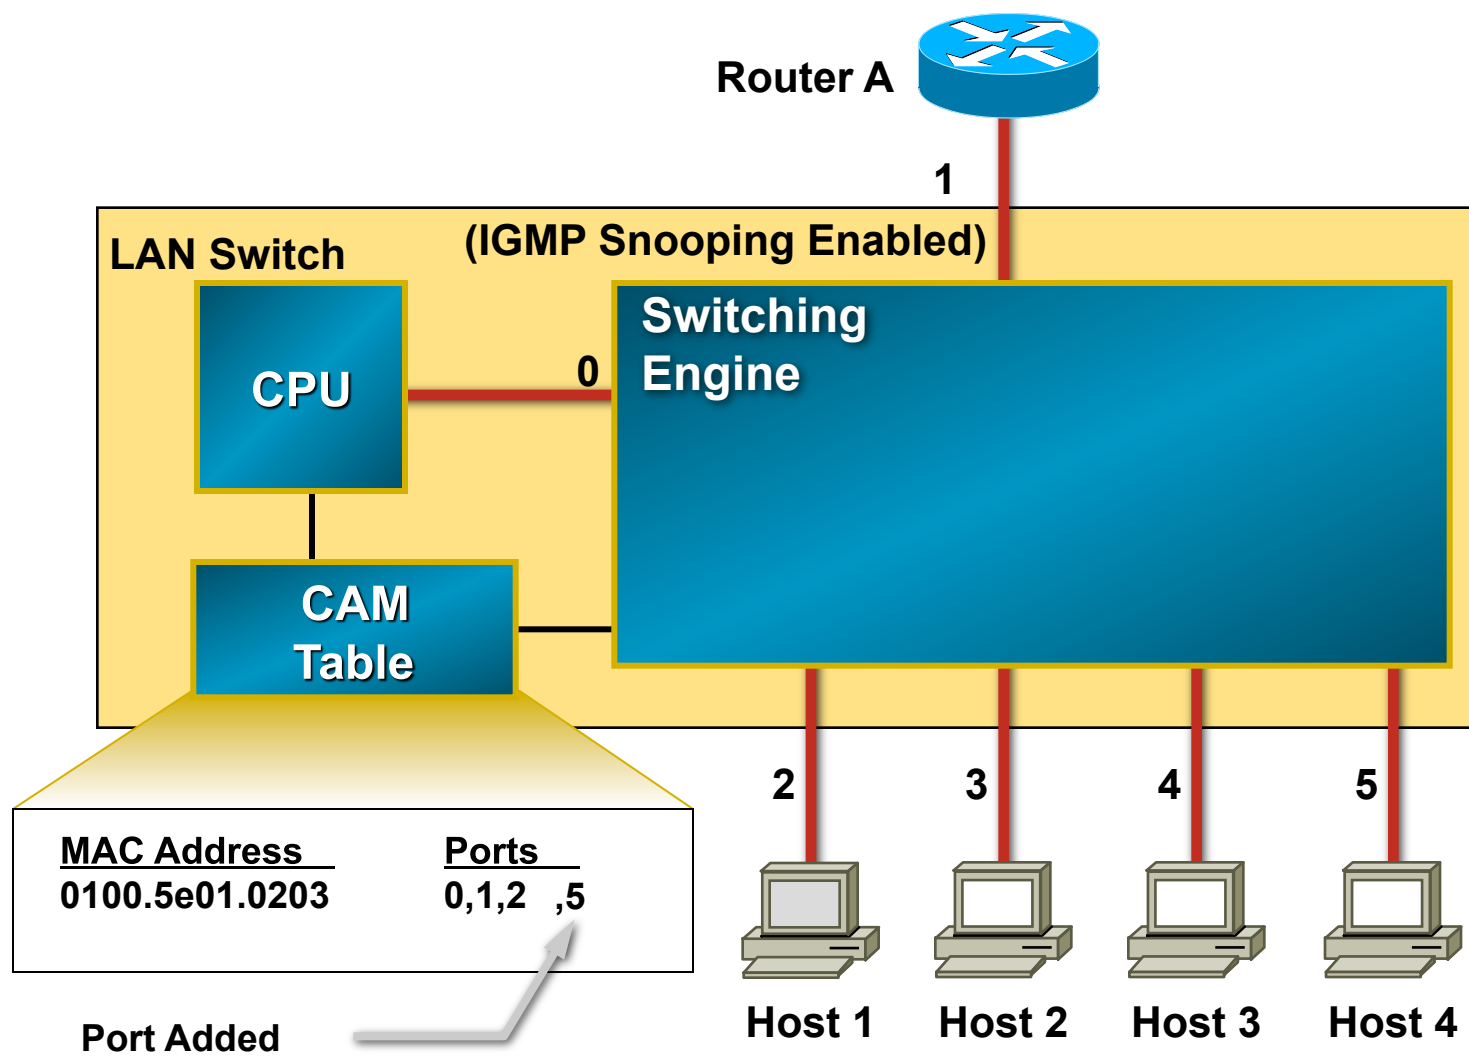 Router A
1
LAN Switch
(IGMP Snooping Enabled)
CPU
0
Switching
Engine
CAM
Table
2
3
4
5
MAC Address Ports
0100.5e01.0203 0,1,2 ,5
Port Added
Host 1
Host 2
Host 3
Host 4